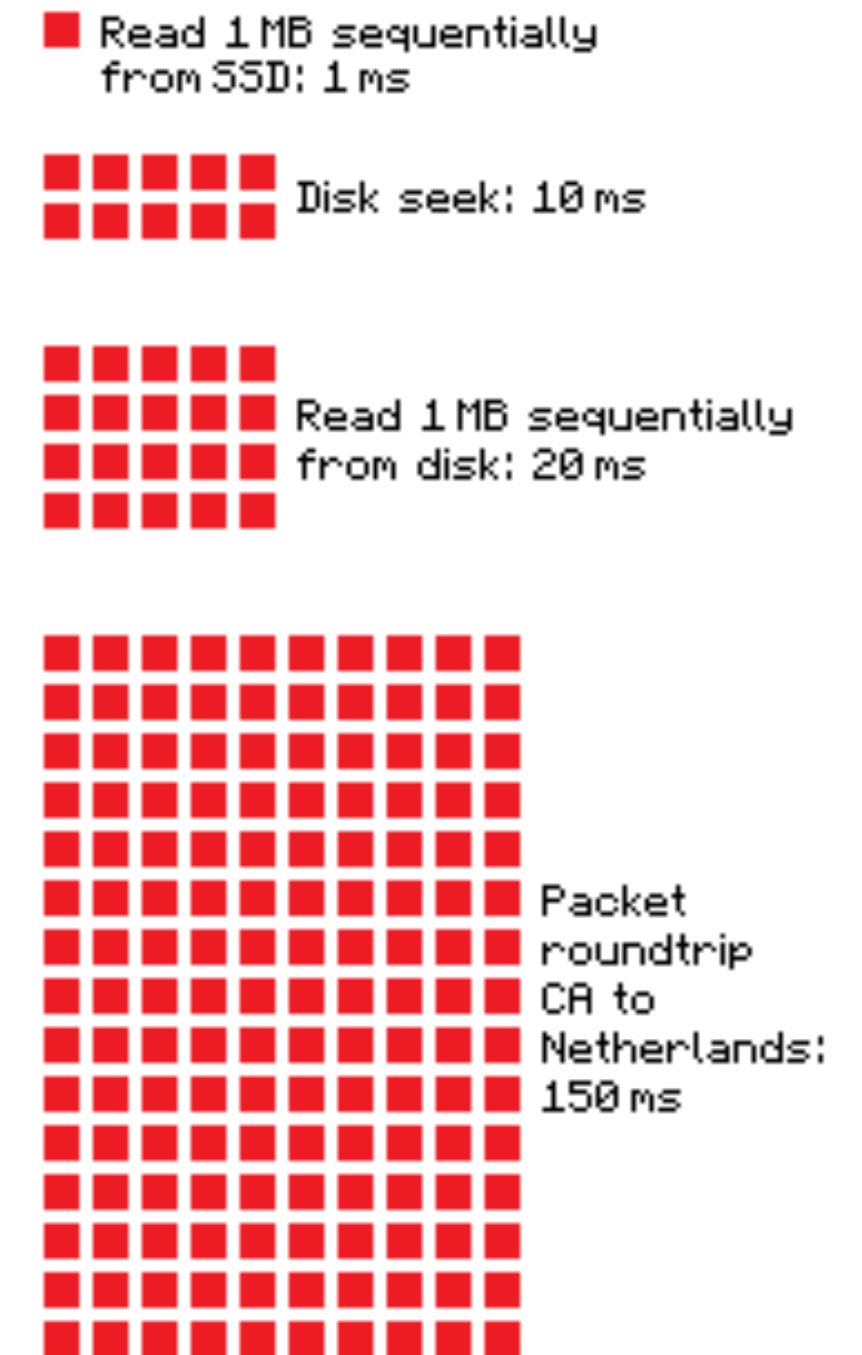 Read 1 MB sequentially
from SSD: 1 ms
Disk seek: 10 ms
Read 1 MB sequentially
from disk: 20 ms
Packet
roundtrip
CA to
Netherlands:
150 ms